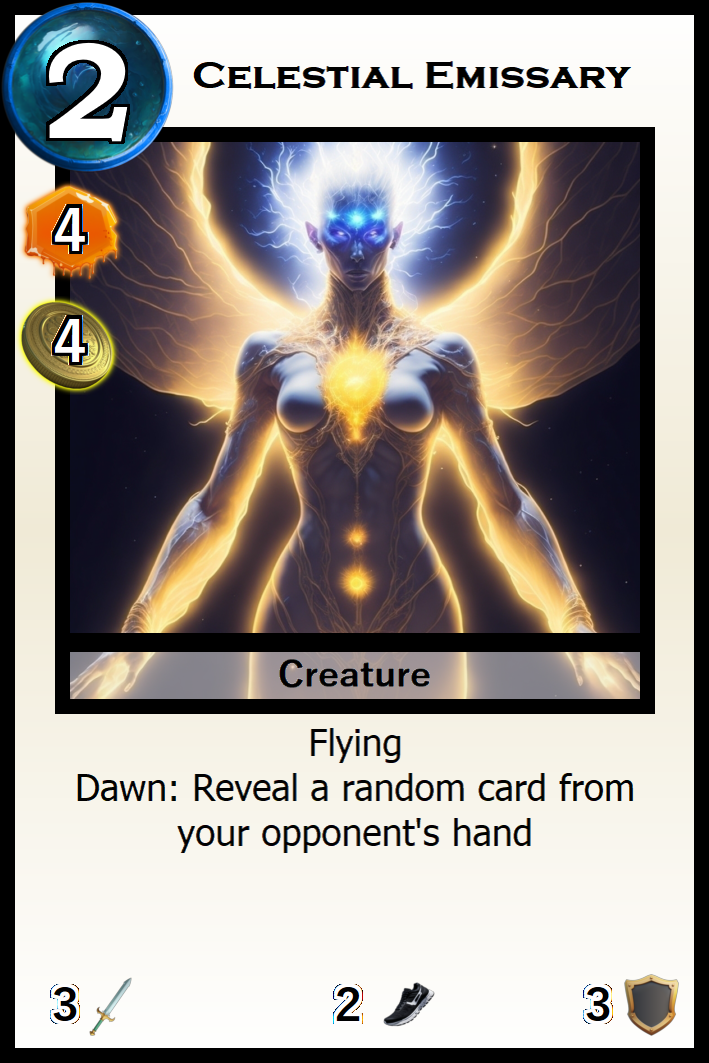 2
Celestial Emissary
4
4
Creature
Flying
Dawn: Reveal a random card from
your opponent's hand
3
2
3